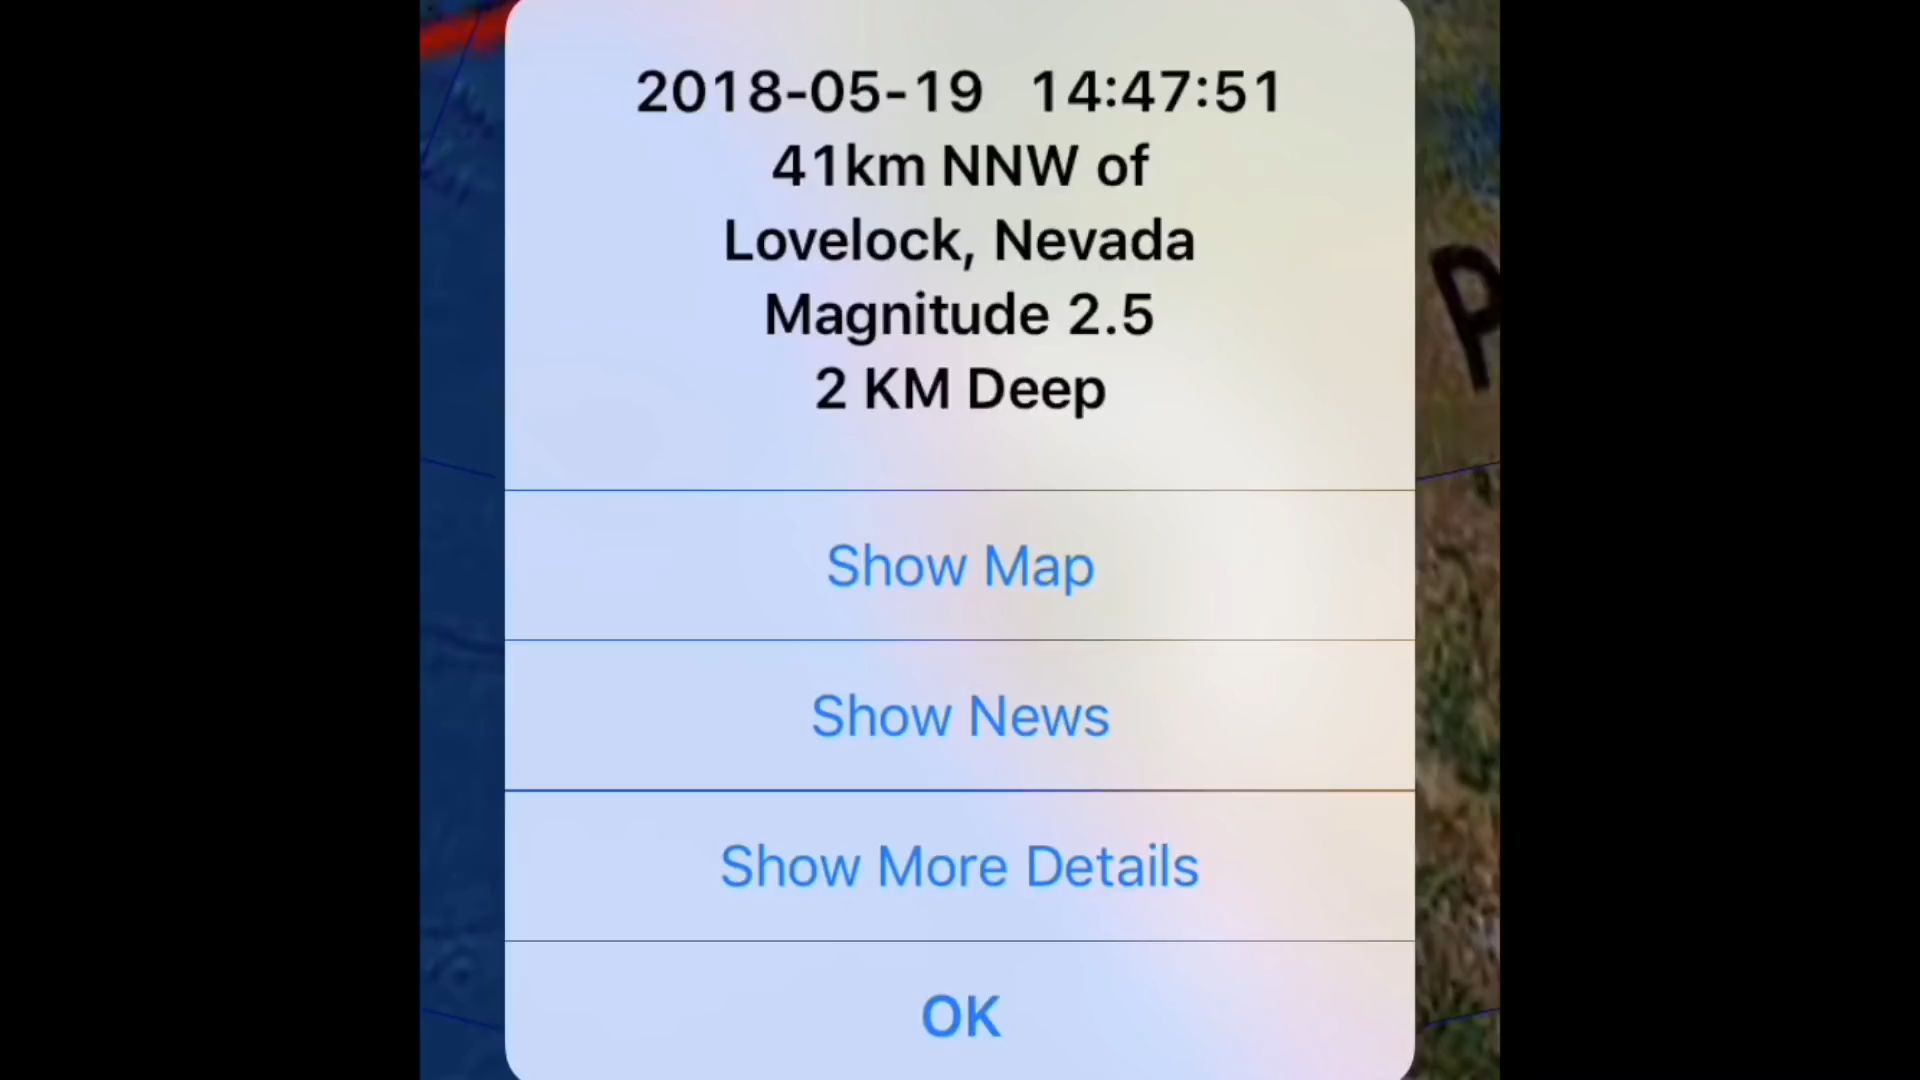 2018-05-19 14:47:51
41km NNW of
Lovelock, Nevada
Magnitude 2.5
2 KM Deep
Show Map
Show News
Show More Details
OK
P